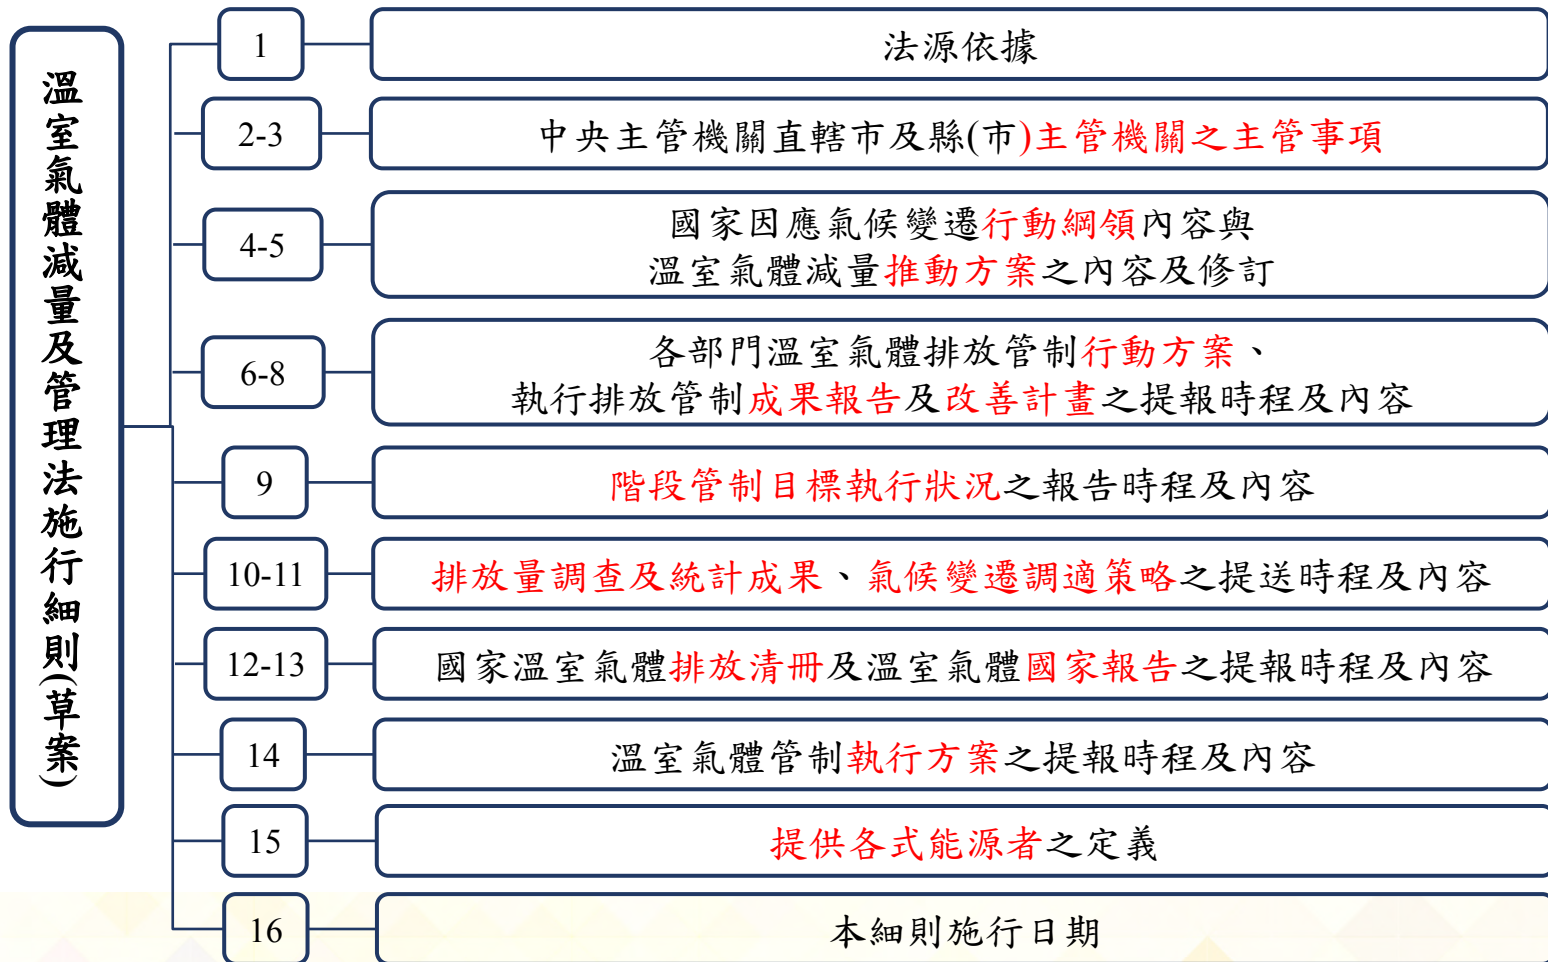 溫室氣體減量及管理法施行細則(草案)
1
法源依據
2-3
中央主管機關直轄市及縣(市)主管機關之主管事項
4-5
國家因應氣候變遷行動綱領內容與
溫室氣體減量推動方案之內容及修訂
6-8
各部門溫室氣體排放管制行動方案、
執行排放管制成果報告及改善計畫之提報時程及內容
9
階段管制目標執行狀況之報告時程及內容
10-11
排放量調查及統計成果、氣候變遷調適策略之提送時程及內容
12-13
國家溫室氣體排放清冊及溫室氣體國家報告之提報時程及內容
14
溫室氣體管制執行方案之提報時程及內容
15
提供各式能源者之定義
16
本細則施行日期